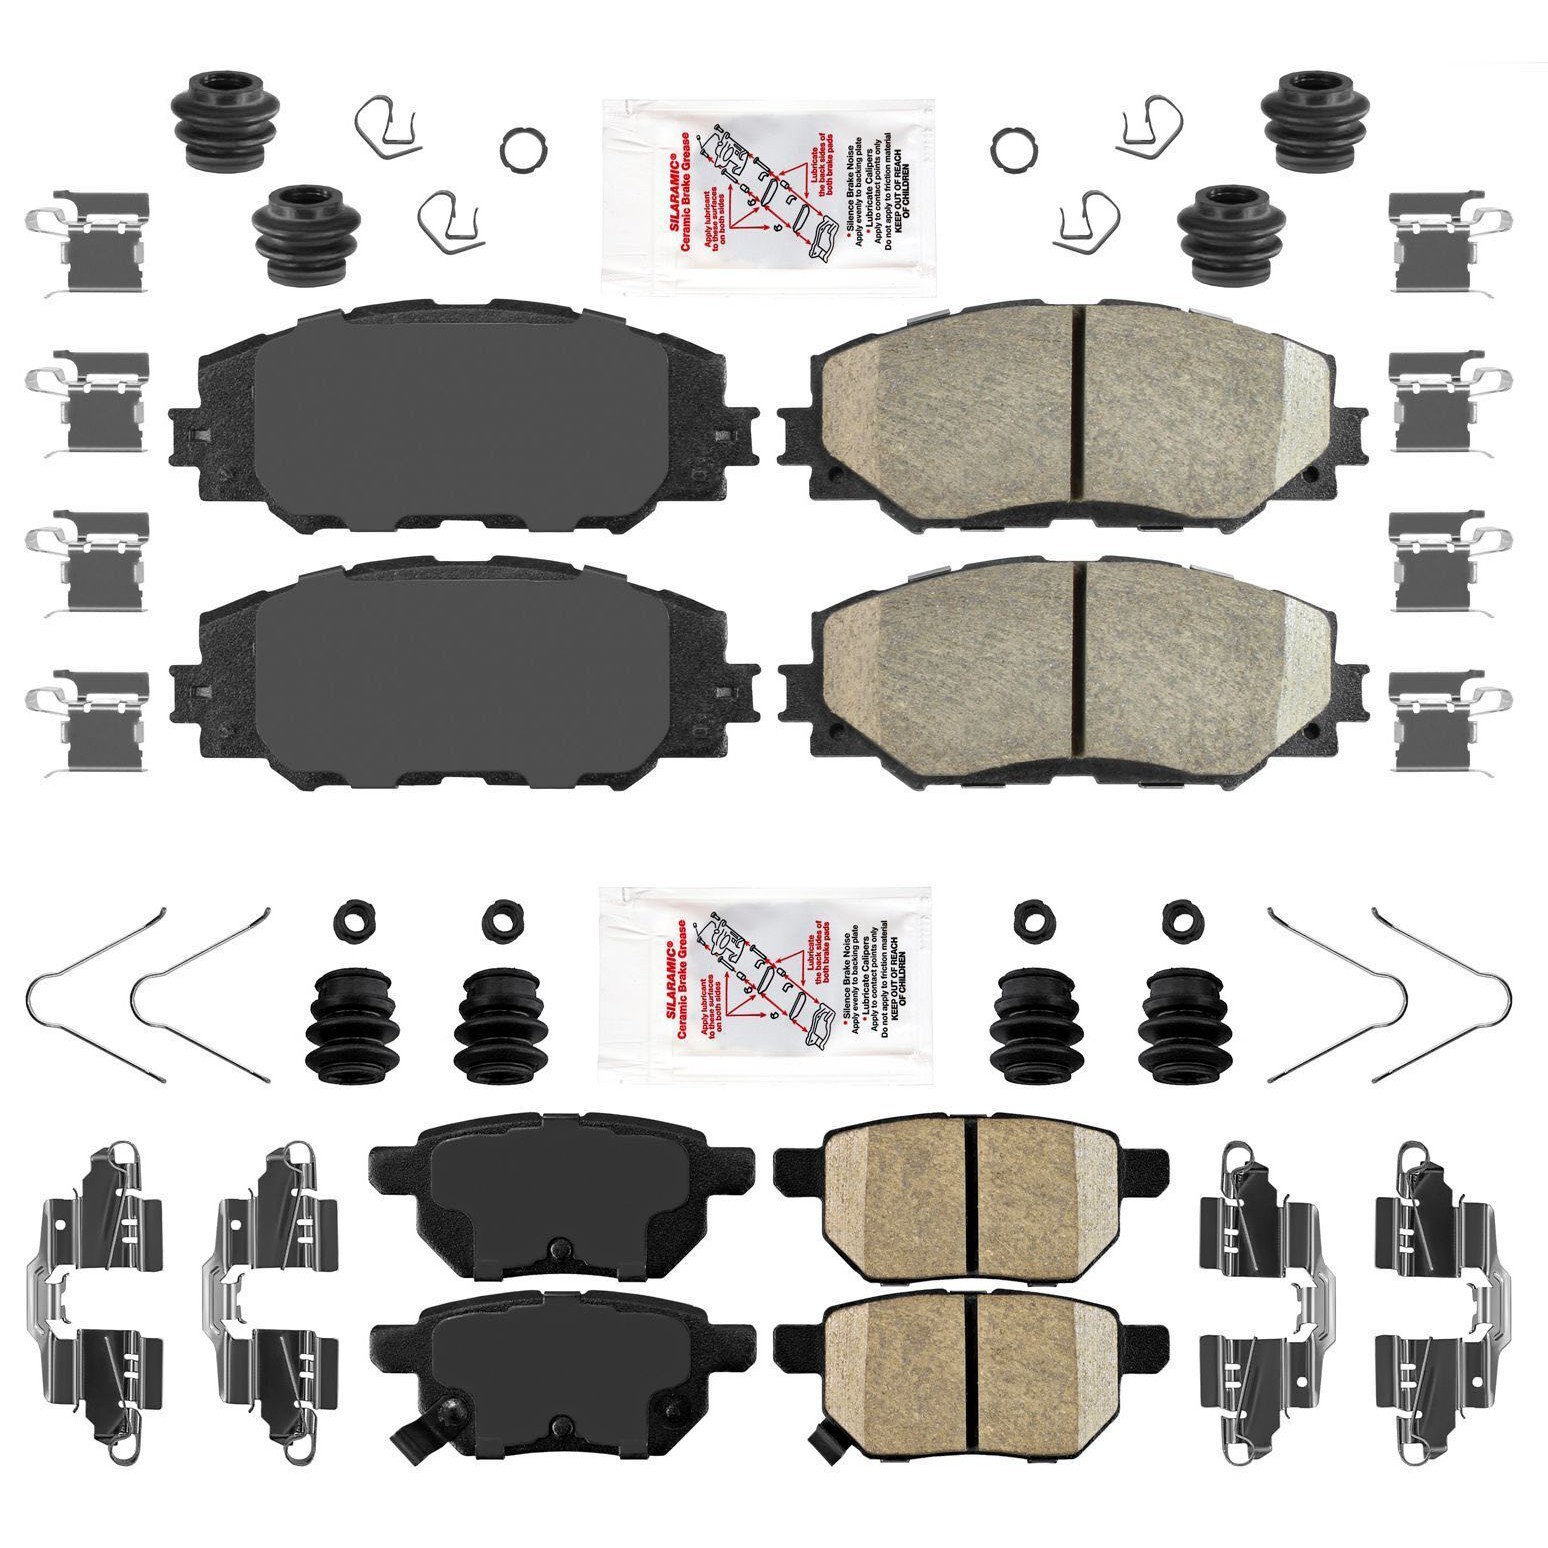 SILARAMIC®
Ceramic Brake Grease
Apply lubricant
to these surfaces
on both sides
Lubricate
the back sides of
both brake pads
* Silence Brake Noise
Apply evenly to backing plate
* Lubricate Calipers
Apply to contact points only
Do not apply to friction material
KEEP OUT OF REACH
OF CHILDREN
SILARAMIC®
Ceramic Brake Grease
Apply lubricant
to these surfaces
on both sides
Lubricate
the back sides of
both brake pads
* Silence Brake Noise
Apply evenly to backing plate
* Lubricate Calipers
Apply to contact points only
Do not apply to friction material
KEEP OUT OF REACH
OF CHILDREN